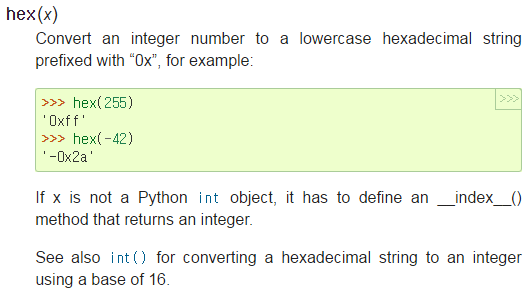 hex(x)
Convert an integer number to a lowercase hexadecimal string
prefixed with “0x”, for example:
>>> hex(255)
>>>
'0xff'
>>> hex(-42)
'-0x2a'
If x is not a Python int object, it has to define an __index__()
method that returns an integer.
See also int() for converting a hexadecimal string to an integer
using a base of 16.